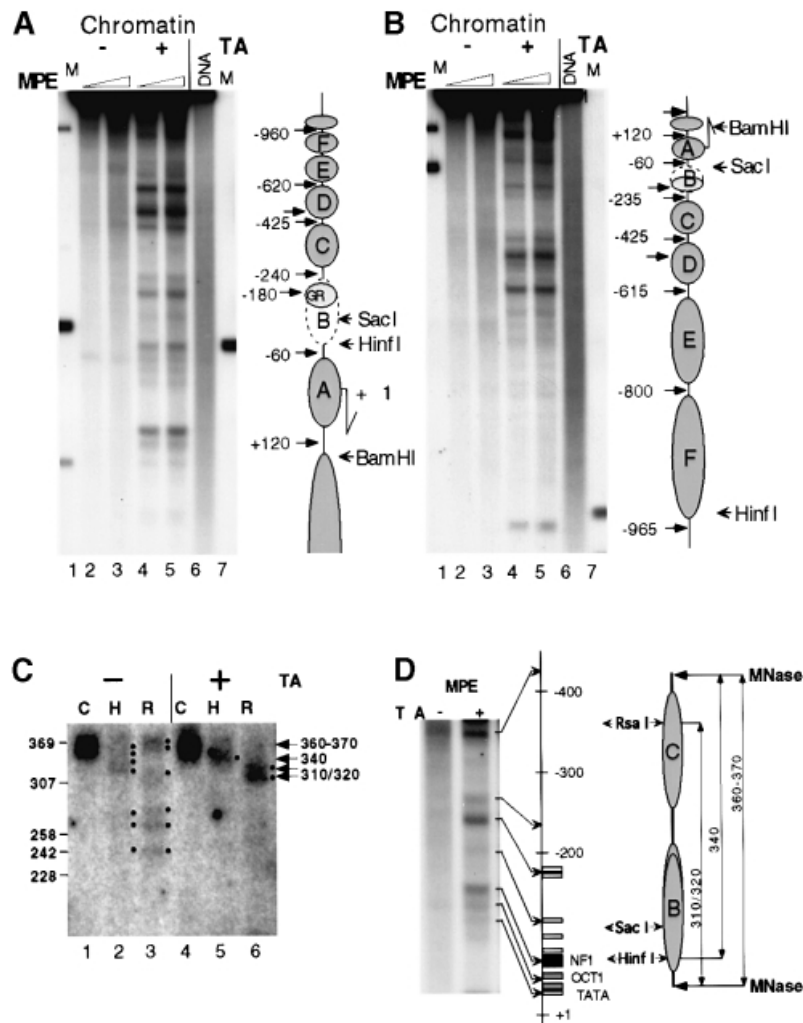 A
Chromatin
- + TA
MPE M DNA M
-960
-620
-425
-240
-180
-60
+120
F
E
D
C
GR
B
A
SacI
HinfI
+ 1
BamHI
1 2 3 4 5 6 7
B
Chromatin
- + TA
MPE M DNA M
+120
-60
-235
-425
-615
-800
-965
A
B
C
D
E
F
BamHI
SacI
HinfI
1 2 3 4 5 6 7
C
− + TA
C H R C H R
369
307
258
242
228
360-370
340
310/320
1 2 3 4 5 6
D
MPE
T A - +
-400
-300
-200
NF1
OCT1
TATA
+1
MNase
Rsa I
C
B
Sac I
Hinf I
MNase
310/320
340
360-370